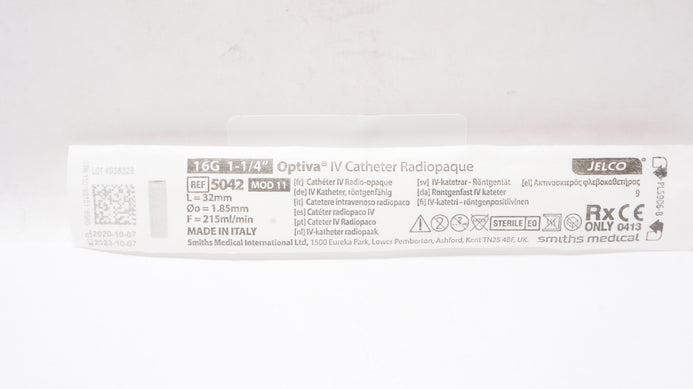 LOT 4038328
2020-10-07
2023-10-07
16G 1-1/4" Optiva® IV Catheter Radiopaque
JELCO®
REF 5042 MOD 11
L = 32mm
Øo = 1.85mm
F = 215ml/min
MADE IN ITALY
[fr] Cathéter IV Radio-opaque
[de] IV Katheter, röntgenfähig
[it] Catetere intravenoso radiopaco
[es] Catéter radiopaco IV
[pt] Cateter IV Radiopaco
[nl] IV-katheter radiopaak
[sv] IV-katetrar - Röntgentät
[da] Røntgenfast IV kateter
[fi] IV-katetri - röntgenpositiivinen
[el] Ακτινοσκιερός φλεβοκαθετήρας
STERILE EO
Rx ONLY
CE 0413
smiths medical
Smiths Medical International Ltd, 1500 Eureka Park, Lower Pemberton, Ashford, Kent TN25 4BF, UK.
PL5906-B